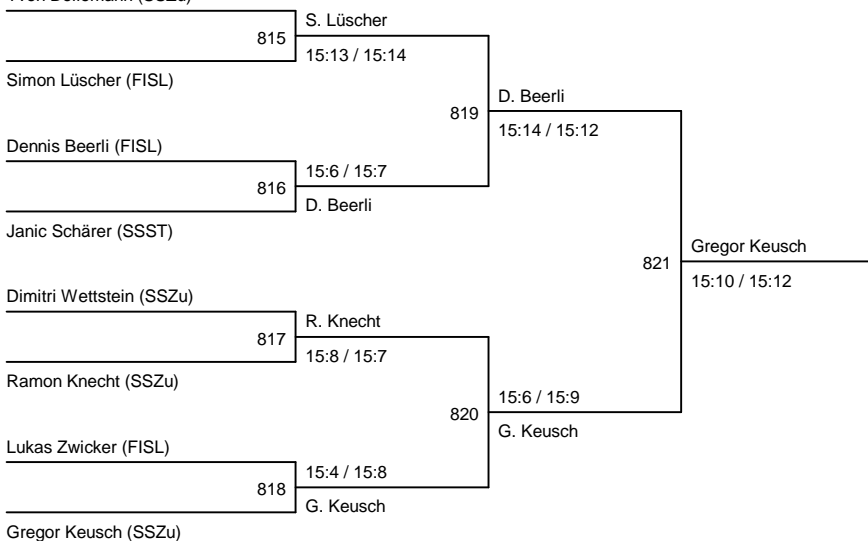 S. Lüscher
815
15:13 / 15:14
Simon Lüscher (FISL)
D. Beerli
819
15:14 / 15:12
Dennis Beerli (FISL)
15:6 / 15:7
816
D. Beerli
Janic Schärer (SSST)
Gregor Keusch
821
15:10 / 15:12
Dimitri Wettstein (SSZu)
R. Knecht
817
15:8 / 15:7
Ramon Knecht (SSZu)
15:6 / 15:9
820
G. Keusch
Lukas Zwicker (FISL)
15:4 / 15:8
818
G. Keusch
Gregor Keusch (SSZu)